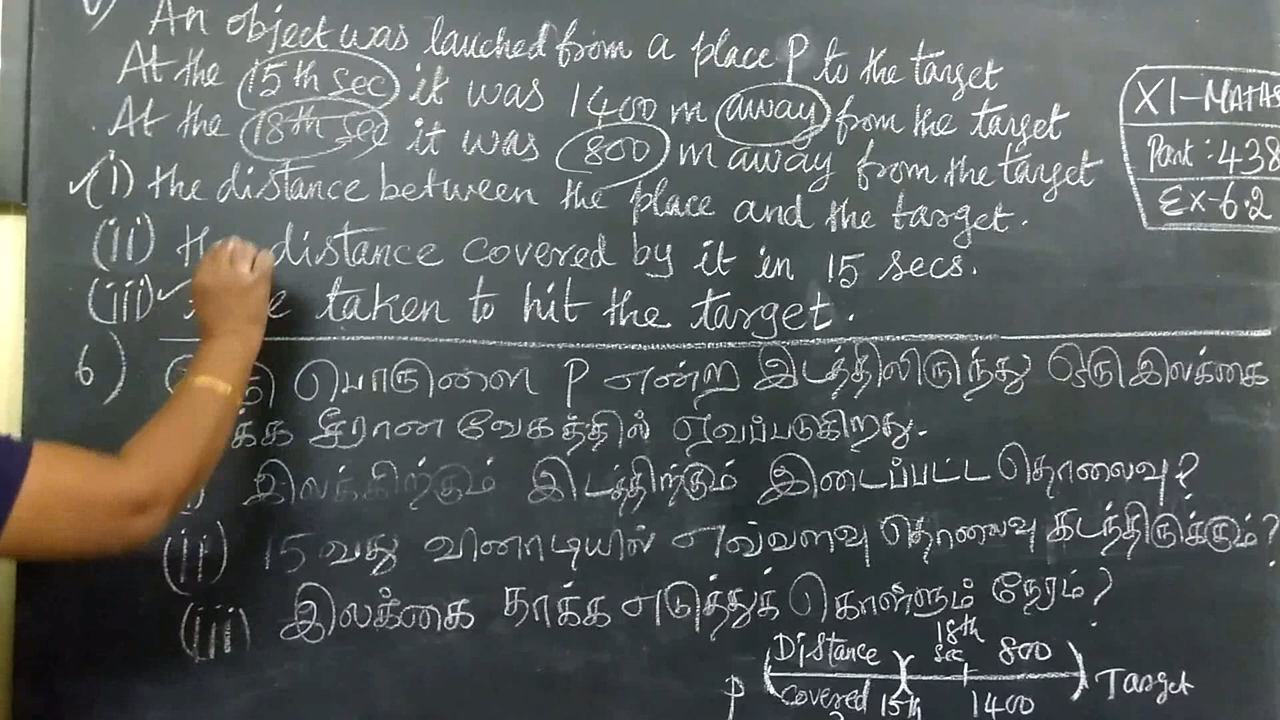 An object was lauched from a place P to the target
At the 15th sec it was 1400 m away from the target
At the 18th sec it was 800 m away from the target
(i) the distance between the place and the target.
(ii) distance covered by it in 15 secs.
(iii) taken to hit the target.
XI-MATHS
Part: 438
Ex-6.2
6) பொருளை P என்ற இடத்திலிருந்து ஒரு இலக்கை
க்க சீரான வேகத்தில் ஏவப்படுகிறது.
இலக்கிற்கும் இடத்திற்கும் இடைப்பட்ட தொலைவு?
(ii) 15 வது வினாடியில் எவ்வளவு தொலைவு கடந்திருக்கும்?
(iii) இலக்கை தாக்க எடுத்துக் கொள்ளும் நேரம்?
Distance 18th sec 800
P Target
covered 15th 1400